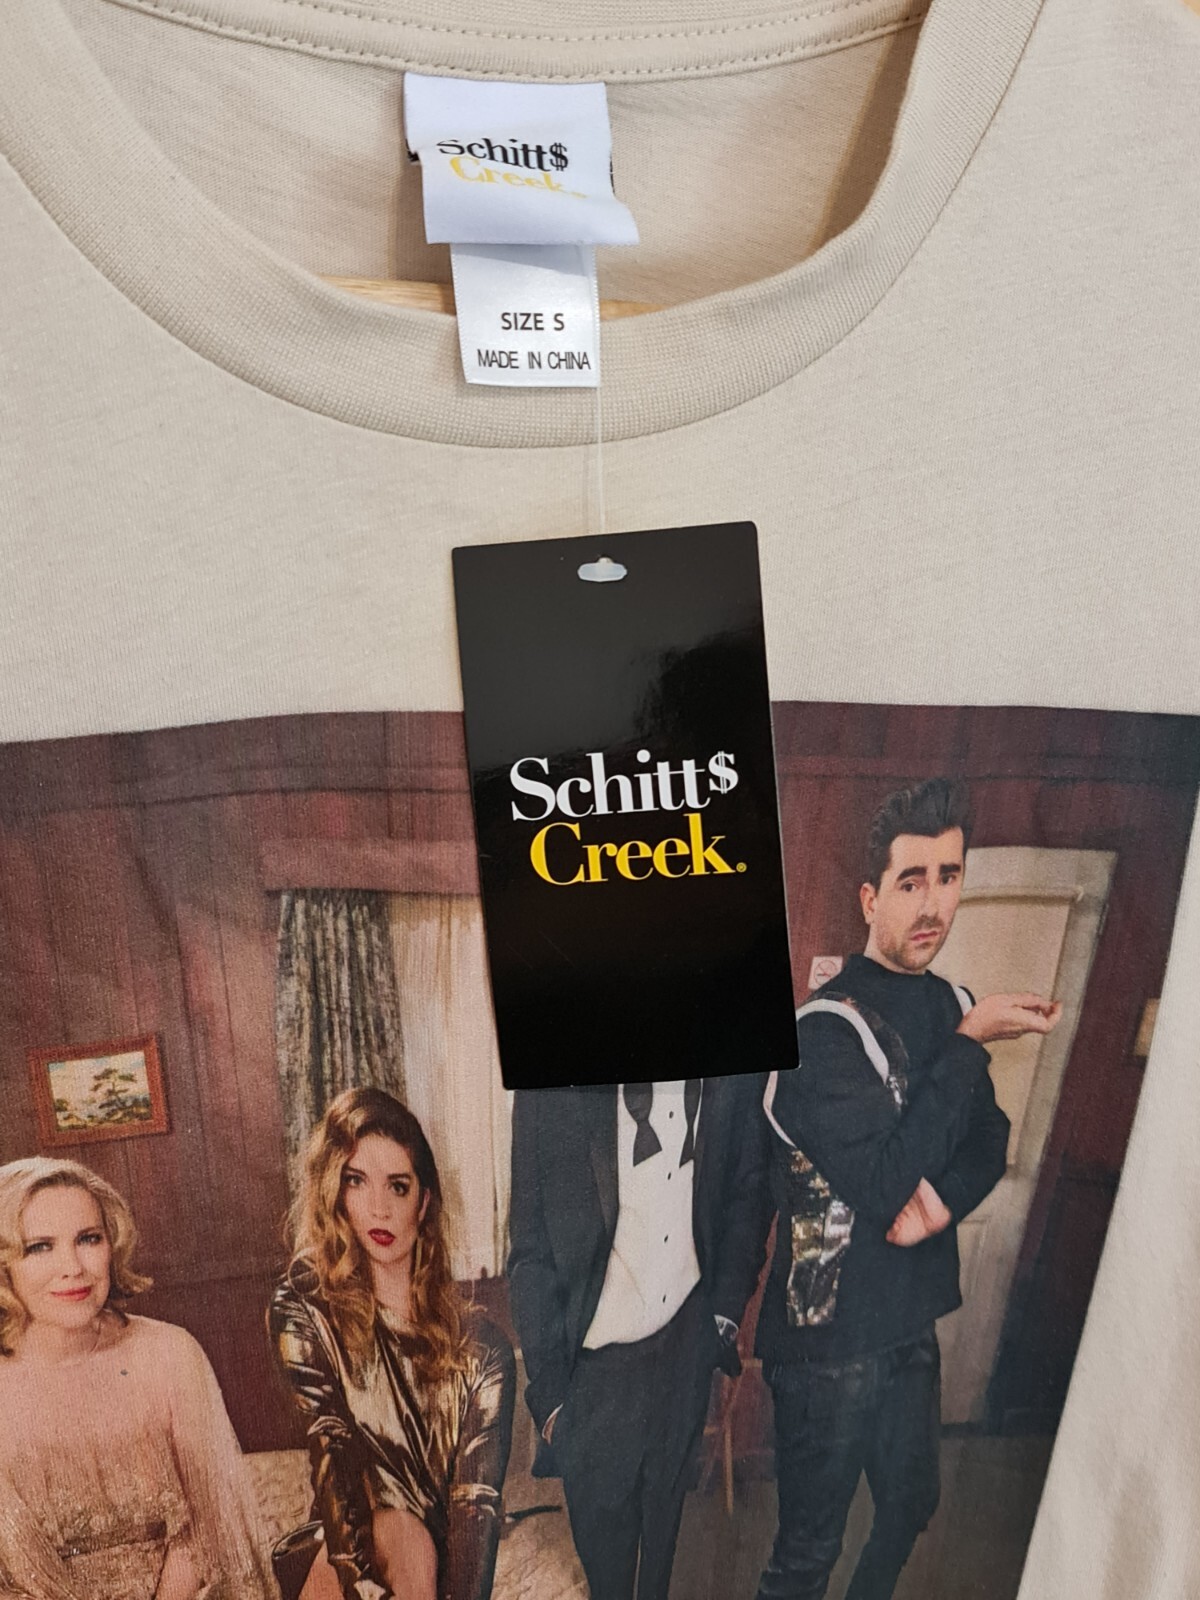 Schitt$
Creek.
SIZE S
MADE IN CHINA
Schitt$
Creek.®